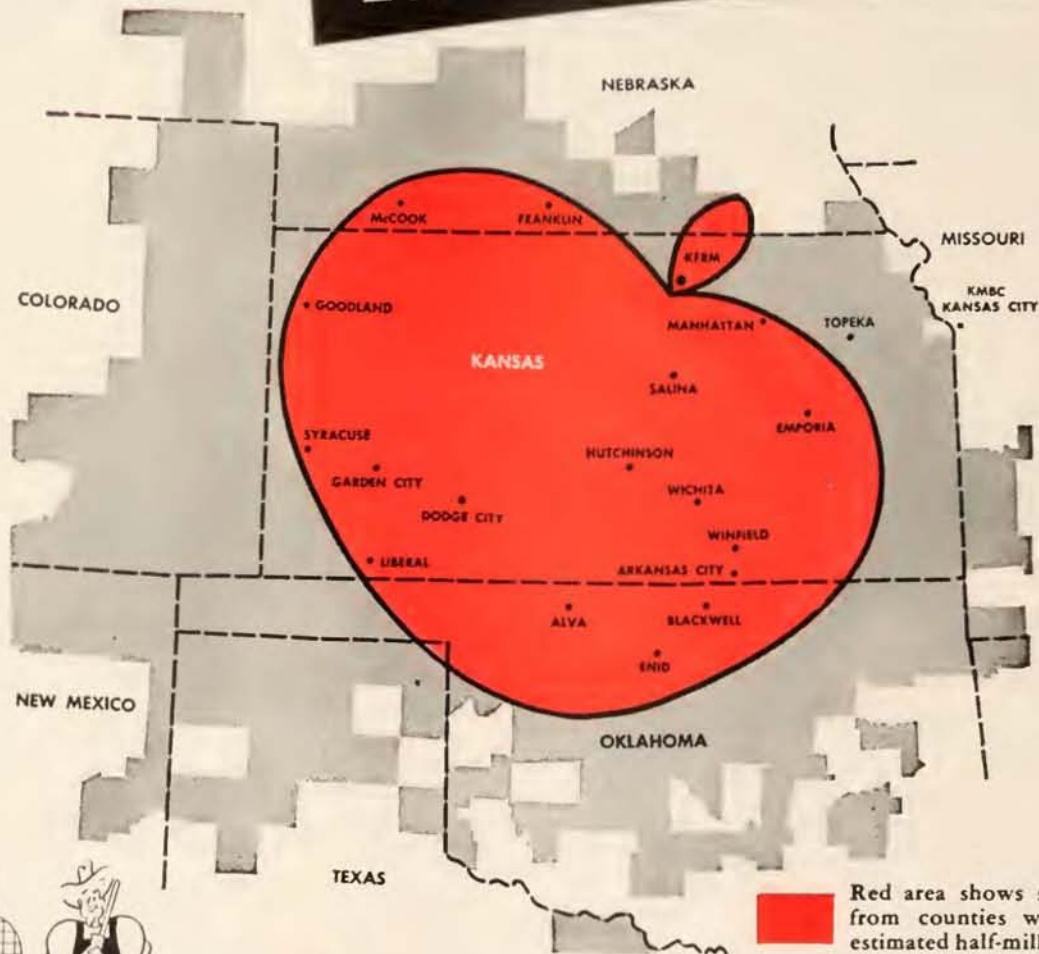 NEBRASKA
McCOOK
FRANKLIN
KFRM
MISSOURI
COLORADO
GOODLAND
KMBC
KANSAS CITY
MANHATTAN
TOPEKA
KANSAS
SALINA
EMPORIA
SYRACUSE
HUTCHINSON
GARDEN CITY
WICHITA
DODGE CITY
WINFIELD
LIBERAL
ARKANSAS CITY
ALVA
BLACKWELL
ENID
NEW MEXICO
OKLAHOMA
TEXAS
Red area shows
from counties
estimated